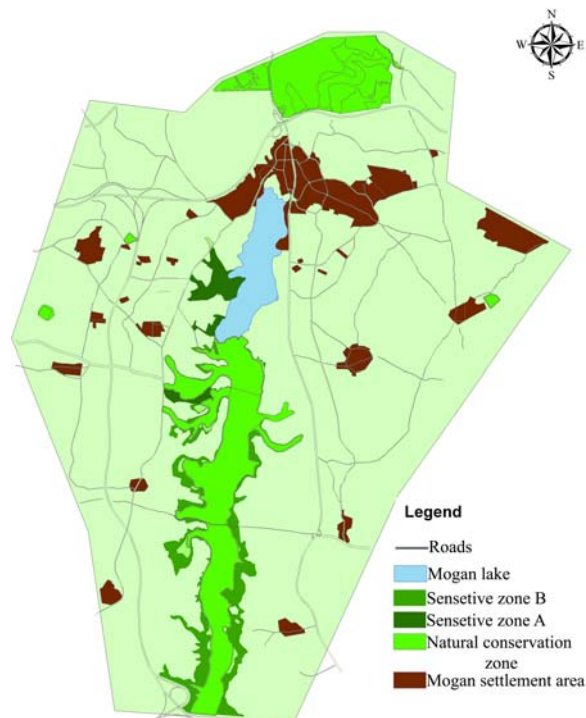 N
W E
S
Legend
Roads
Mogan lake
Sensetive zone B
Sensetive zone A
Natural conservation
zone
Mogan settlement area